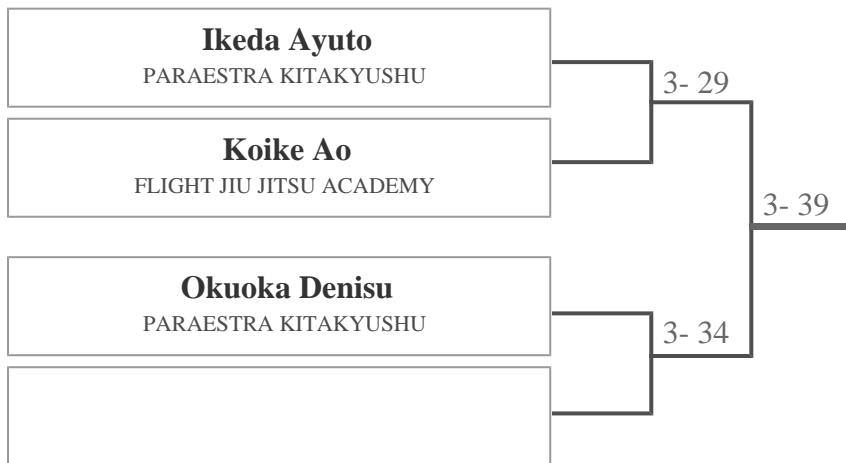 Ikeda Ayuto
PARAESTRA KITAKYUSHU
3- 29
Koike Ao
FLIGHT JIU JITSU ACADEMY
3- 39
Okuoka Denisu
PARAESTRA KITAKYUSHU
3- 34